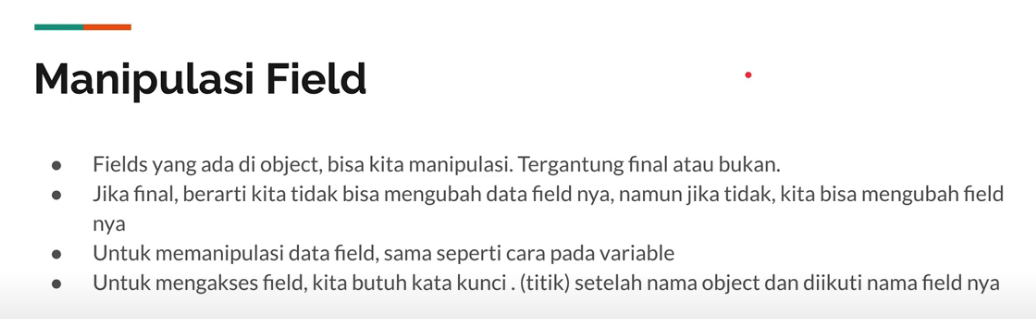 Manipulasi Field
● Fields yang ada di object, bisa kita manipulasi. Tergantung final atau bukan.
● Jika final, berarti kita tidak bisa mengubah data field nya, namun jika tidak, kita bisa mengubah field
nya
● Untuk memanipulasi data field, sama seperti cara pada variable
● Untuk mengakses field, kita butuh kata kunci . (titik) setelah nama object dan diikuti nama field nya